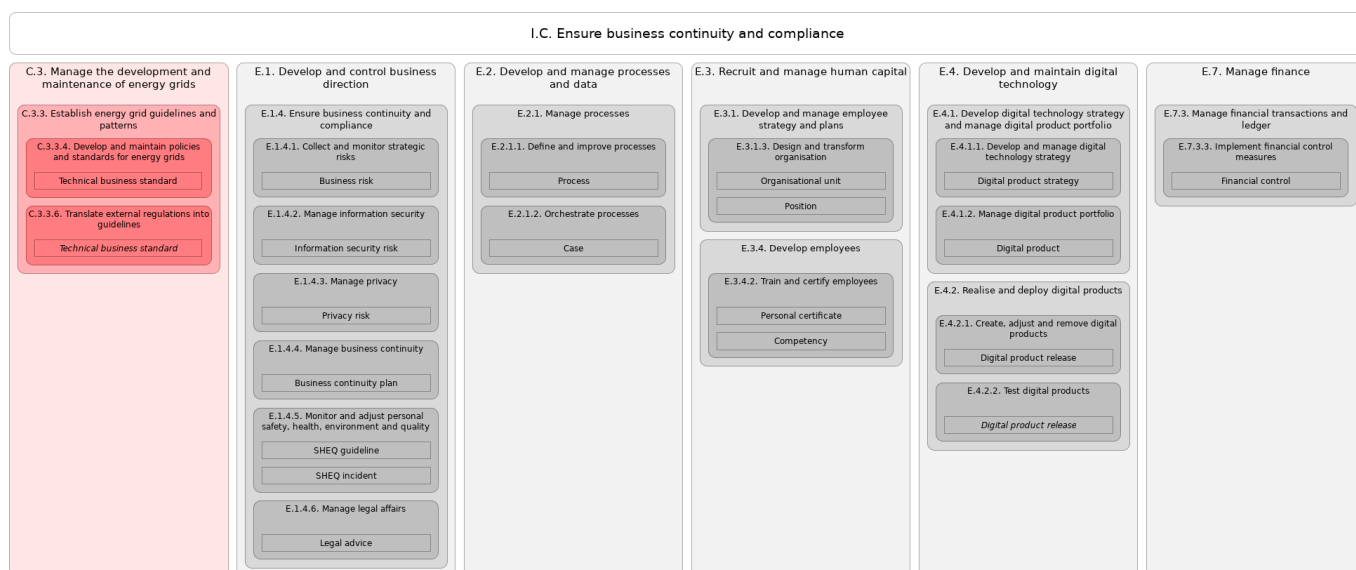 I.C. Ensure business continuity and compliance
C.3. Manage the development and
maintenance of energy grids
C.3.3. Establish energy grid guidelines and
patterns
C.3.3.4. Develop and maintain policies
and standards for energy grids
Technical business standard
C.3.3.6. Translate external regulations into
guidelines
Technical business standard
E.1. Develop and control business
direction
E.1.4. Ensure business continuity and
compliance
E.1.4.1. Collect and monitor strategic
risks
Business risk
E.1.4.2. Manage information security
Information security risk
E.1.4.3. Manage privacy
Privacy risk
E.1.4.4. Manage business continuity
Business continuity plan
E.1.4.5. Monitor and adjust personal
safety, health, environment and quality
SHEQ guideline
SHEQ incident
E.1.4.6. Manage legal affairs
Legal advice
E.2. Develop and manage processes
and data
E.2.1. Manage processes
E.2.1.1. Define and improve processes
Process
E.2.1.2. Orchestrate processes
Case
E.3. Recruit and manage human capital
E.3.1. Develop and manage employee
strategy and plans
E.3.1.3. Design and transform
organisation
Organisational unit
Position
E.3.4. Develop employees
E.3.4.2. Train and certify employees
Personal certificate
Competency
E.4. Develop and maintain digital
technology
E.4.1. Develop digital technology strategy
and manage digital product portfolio
E.4.1.1. Develop and manage digital
technology strategy
Digital product strategy
E.4.1.2. Manage digital product portfolio
Digital product
E.4.2. Realise and deploy digital products
E.4.2.1. Create, adjust and remove digital
products
Digital product release
E.4.2.2. Test digital products
Digital product release
E.7. Manage finance
E.7.3. Manage financial transactions and
ledger
E.7.3.3. Implement financial control
measures
Financial control